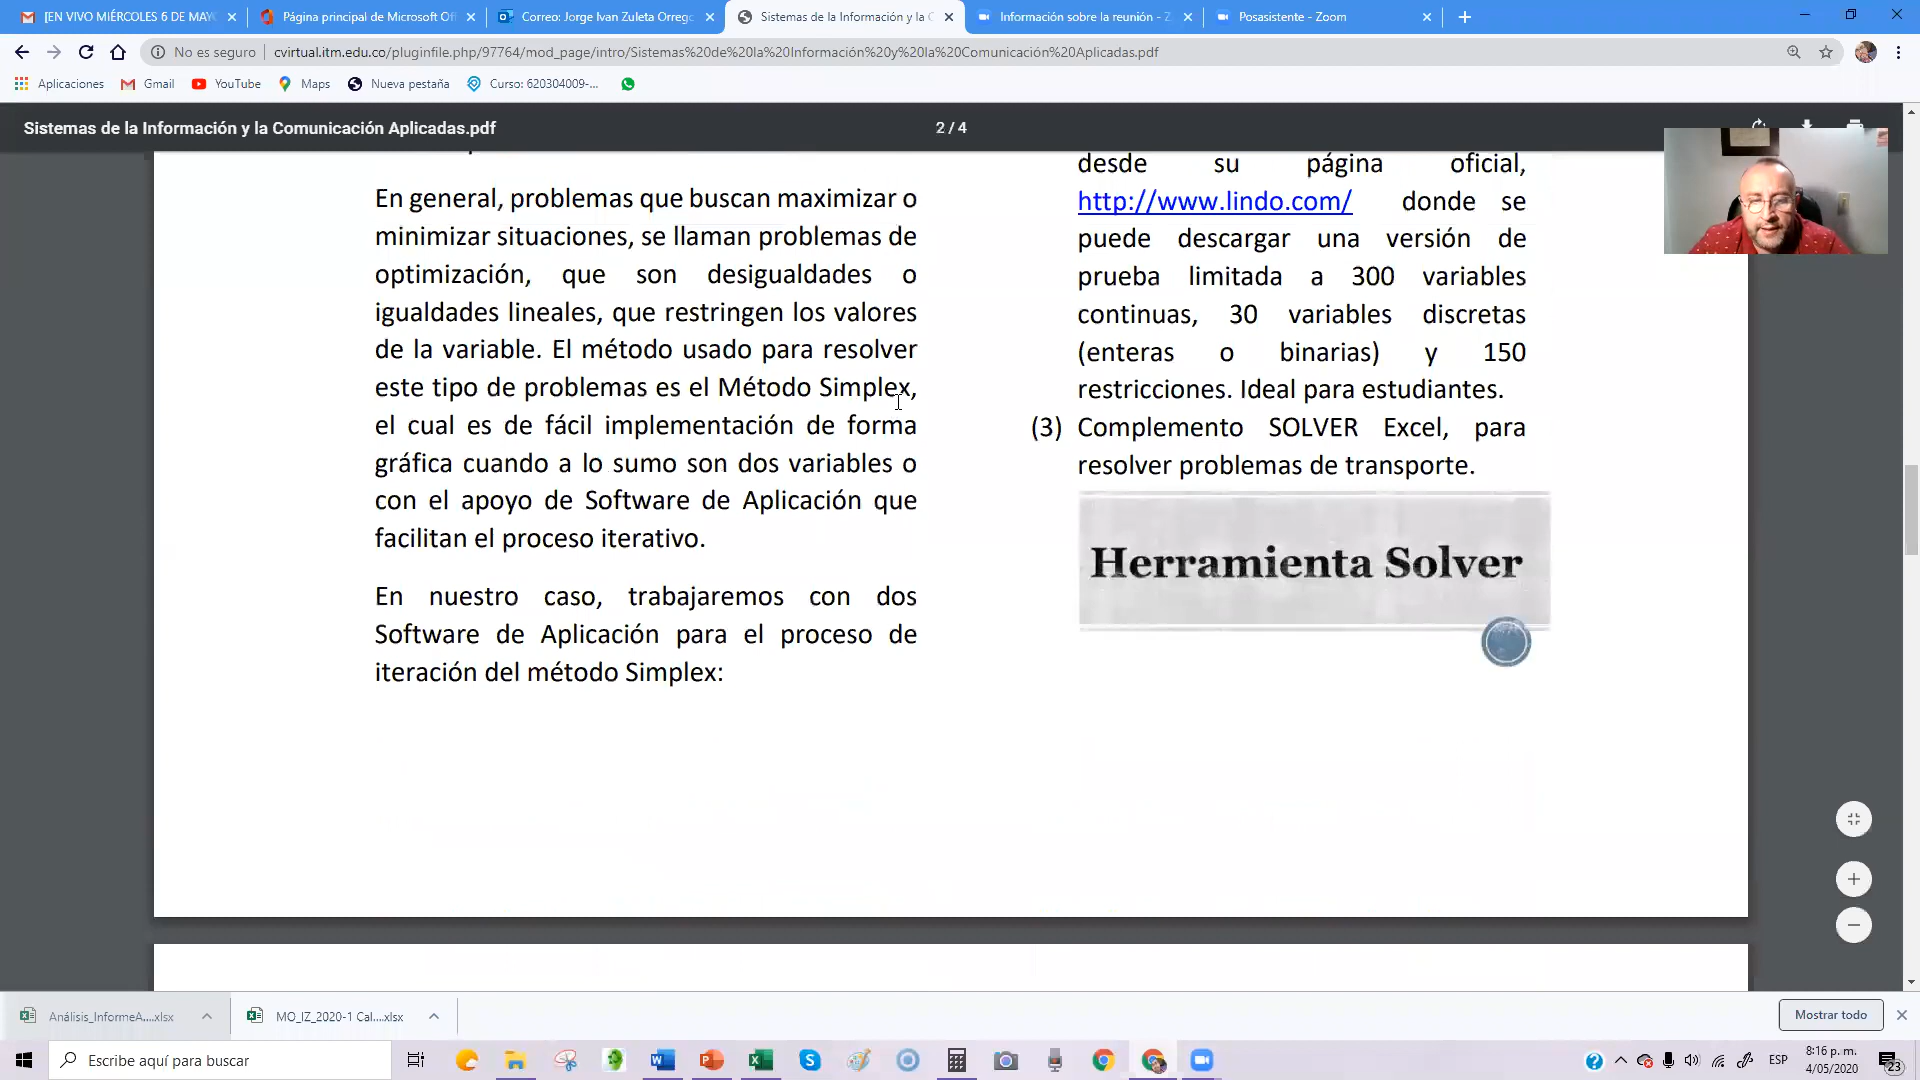 [EN VIVO MIÉRCOLES 6 DE MAY
Página principal de Microsoft Of
Correo: Jorge Ivan Zuleta Orrego
Sistemas de la Información y la C
Información sobre la reunión - Z
Posasistente - Zoom
No es seguro
cvirtual.itm.edu.co/pluginfile.php/97764/mod_page/intro/Sistemas%20de%20la%20Información%20y%20la%20Comunicación%20Aplicadas.pdf
Aplicaciones
Gmail
YouTube
Maps
Nueva pestaña
Curso: 620304009-...
Sistemas de la Información y la Comunicación Aplicadas.pdf
2 / 4
En general, problemas que buscan maximizar o
minimizar situaciones, se llaman problemas de
optimización, que son desigualdades o
igualdades lineales, que restringen los valores
de la variable. El método usado para resolver
este tipo de problemas es el Método Simplex,
el cual es de fácil implementación de forma
gráfica cuando a lo sumo son dos variables o
con el apoyo de Software de Aplicación que
facilitan el proceso iterativo.
En nuestro caso, trabajaremos con dos
Software de Aplicación para el proceso de
iteración del método Simplex:
desde su página oficial,
http://www.lindo.com/ donde se
puede descargar una versión de
prueba limitada a 300 variables
continuas, 30 variables discretas
(enteras o binarias) y 150
restricciones. Ideal para estudiantes.
(3) Complemento SOLVER Excel, para
resolver problemas de transporte.
Herramienta Solver
Análisis_InformeA....xlsx
MO_IZ_2020-1 Cal....xlsx
Mostrar todo
Escribe aquí para buscar
ESP
8:16 p. m.
4/05/2020
23